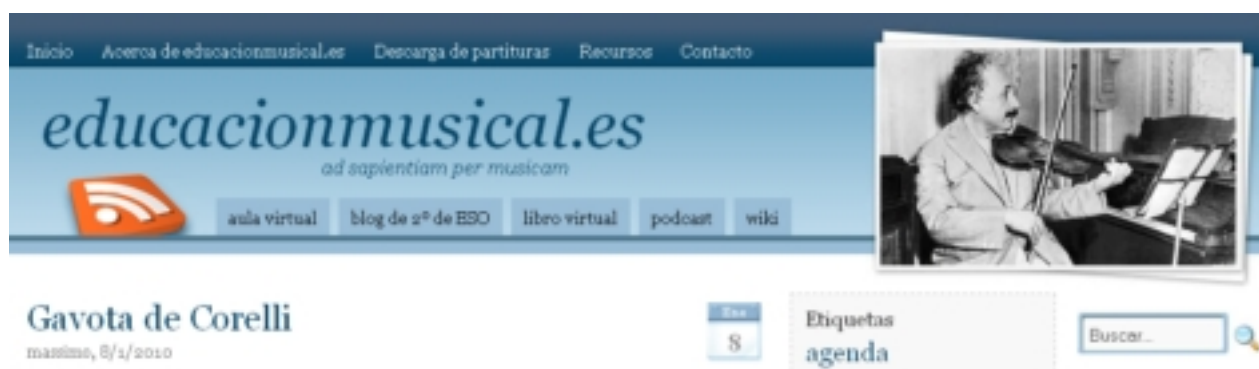 Inicio Acerca de educacionmusical.es Descarga de partituras Recursos Contacto
educacionmusical.es
ad sapientiam per musicam
aula virtual blog de 2º de ESO libro virtual podcast wiki
Gavota de Corelli
massimo, 8/1/2010
Ene
8
Etiquetas
agenda
Buscar...